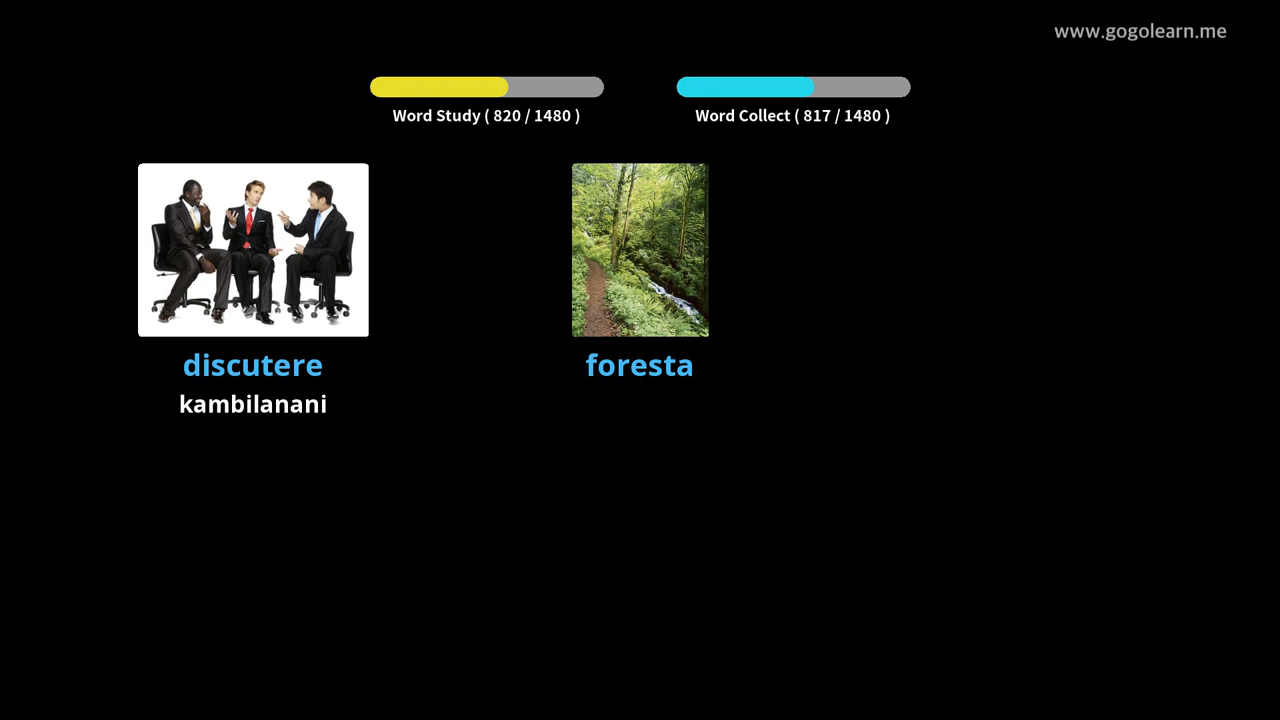 www.gogolearn.me
Word Study ( 820 / 1480 )
Word Collect ( 817 / 1480 )
discutere
kambilanani
foresta